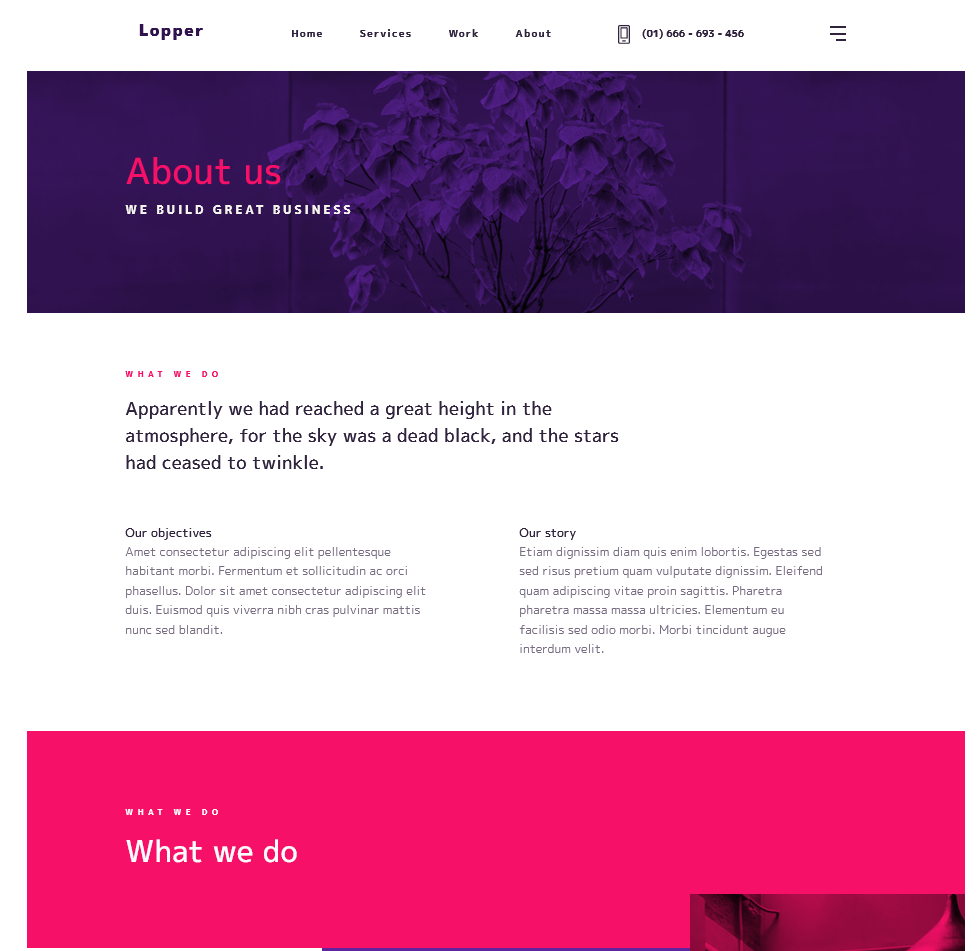 Lopper
Home Services Work About (01) 666 - 693 - 456
About us
WE BUILD GREAT BUSINESS
WHAT WE DO
Apparently we had reached a great height in the
atmosphere, for the sky was a dead black, and the stars
had ceased to twinkle.
Our objectives
Amet consectetur adipiscing elit pellentesque
habitant morbi. Fermentum et sollicitudin ac orci
phasellus. Dolor sit amet consectetur adipiscing elit
duis. Euismod quis viverra nibh cras pulvinar mattis
nunc sed blandit.
Our story
Etiam dignissim diam quis enim lobortis. Egestas sed
sed risus pretium quam vulputate dignissim. Eleifend
quam adipiscing vitae proin sagittis. Pharetra
pharetra massa massa ultricies. Elementum eu
facilisis sed odio morbi. Morbi tincidunt augue
interdum velit.
WHAT WE DO
What we do